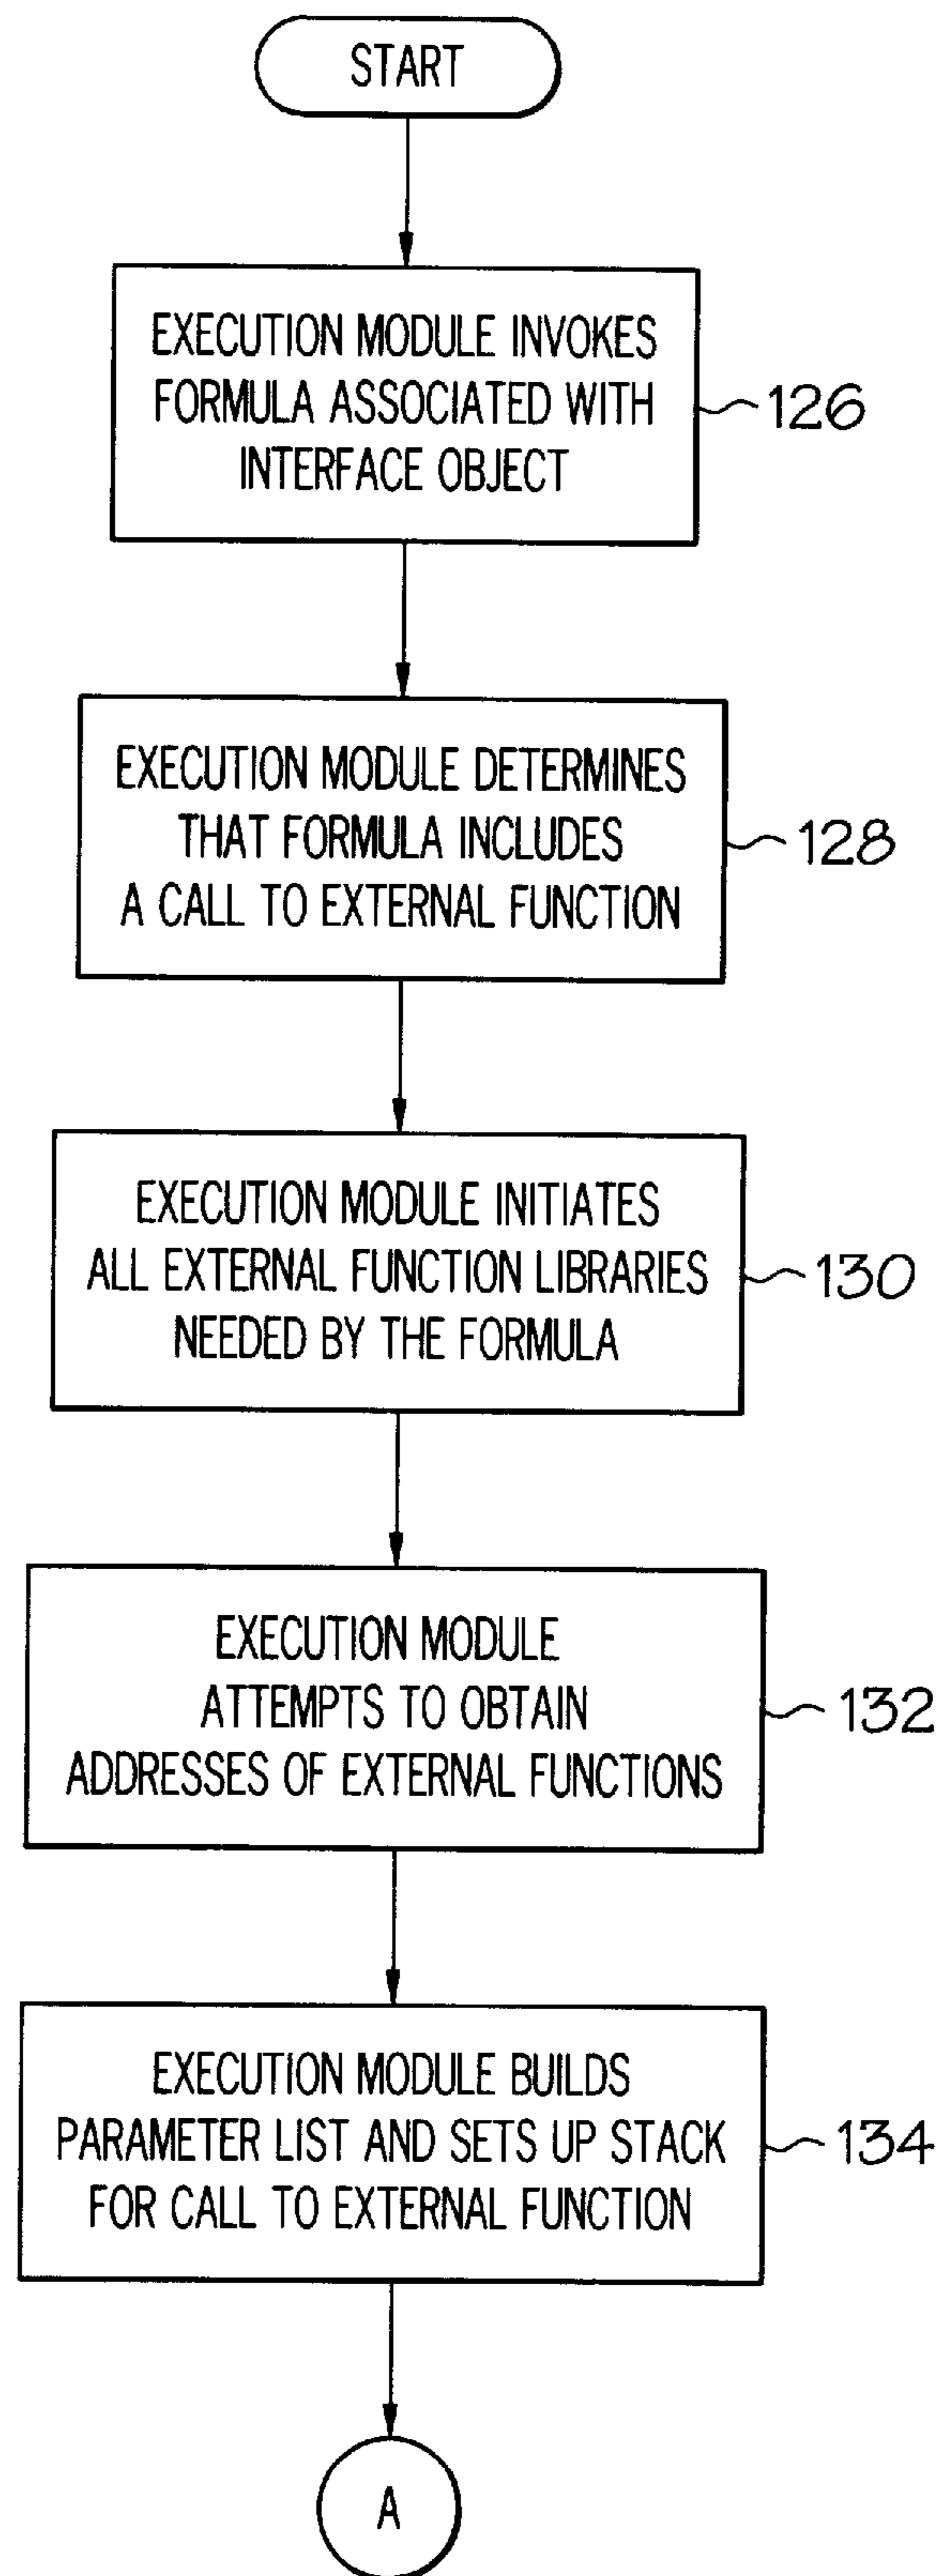 START
EXECUTION MODULE INVOKES
FORMULA ASSOCIATED WITH
INTERFACE OBJECT
126
EXECUTION MODULE DETERMINES
THAT FORMULA INCLUDES
A CALL TO EXTERNAL FUNCTION
128
EXECUTION MODULE INITIATES
ALL EXTERNAL FUNCTION LIBRARIES
NEEDED BY THE FORMULA
130
EXECUTION MODULE
ATTEMPTS TO OBTAIN
ADDRESSES OF EXTERNAL FUNCTIONS
132
EXECUTION MODULE BUILDS
PARAMETER LIST AND SETS UP STACK
FOR CALL TO EXTERNAL FUNCTION
134
A